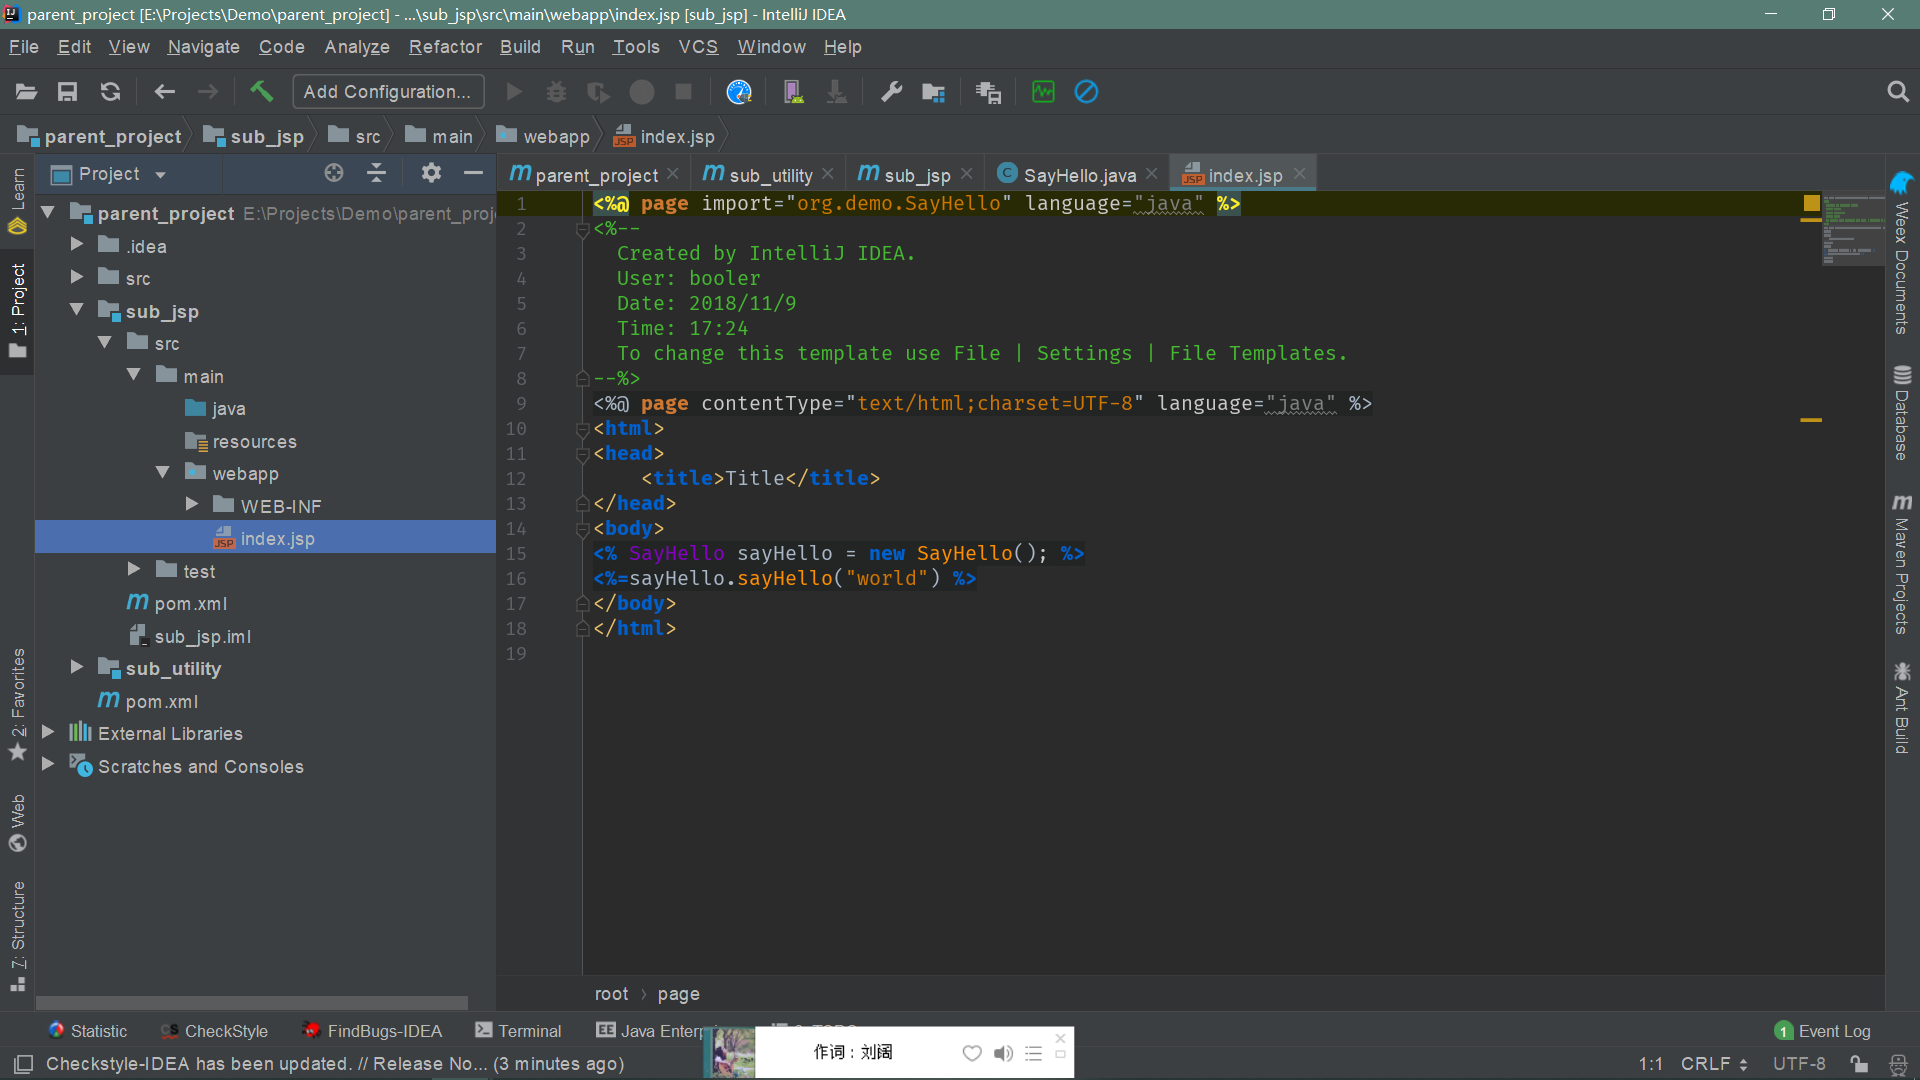 parent_project [E:\Projects\Demo\parent_project] - ...\sub_jsp\src\main\webapp\index.jsp [sub_jsp] - IntelliJ IDEA
File Edit View Navigate Code Analyze Refactor Build Run Tools VCS Window Help
Add Configuration...
parent_project sub_jsp src main webapp index.jsp
Project
parent_project sub_utility sub_jsp SayHello.java index.jsp
parent_project E:\Projects\Demo\parent_proj
.idea
src
sub_jsp
src
main
java
resources
webapp
WEB-INF
index.jsp
test
pom.xml
sub_jsp.iml
sub_utility
pom.xml
External Libraries
Scratches and Consoles
1 <%@ page import="org.demo.SayHello" language="java" %>
2 <%--
3 Created by IntelliJ IDEA.
4 User: booler
5 Date: 2018/11/9
6 Time: 17:24
7 To change this template use File | Settings | File Templates.
8 --%>
9 <%@ page contentType="text/html;charset=UTF-8" language="java" %>
10 <html>
11 <head>
12 <title>Title</title>
13 </head>
14 <body>
15 <% SayHello sayHello = new SayHello(); %>
16 <%=sayHello.sayHello("world") %>
17 </body>
18 </html>
19
root › page
Learn
1: Project
2: Favorites
Web
7: Structure
Weex Documents
Database
Maven Projects
Ant Build
Statistic CheckStyle FindBugs-IDEA Terminal Java Enterp
1 Event Log
作词 : 刘阔
Checkstyle-IDEA has been updated. // Release No... (3 minutes ago)
1:1 CRLF UTF-8